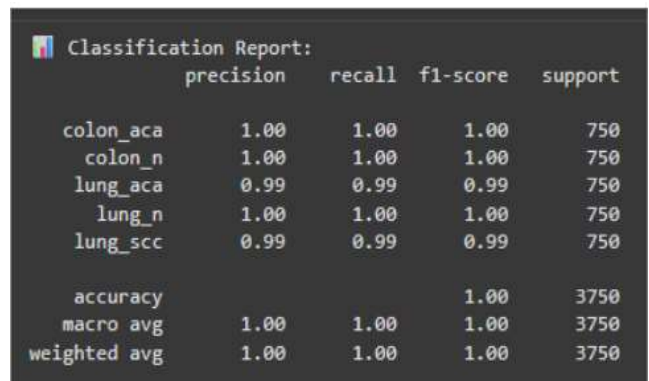 📊 Classification Report:
precision recall f1-score support
colon_aca 1.00 1.00 1.00 750
colon_n 1.00 1.00 1.00 750
lung_aca 0.99 0.99 0.99 750
lung_n 1.00 1.00 1.00 750
lung_scc 0.99 0.99 0.99 750
accuracy 1.00 3750
macro avg 1.00 1.00 1.00 3750
weighted avg 1.00 1.00 1.00 3750